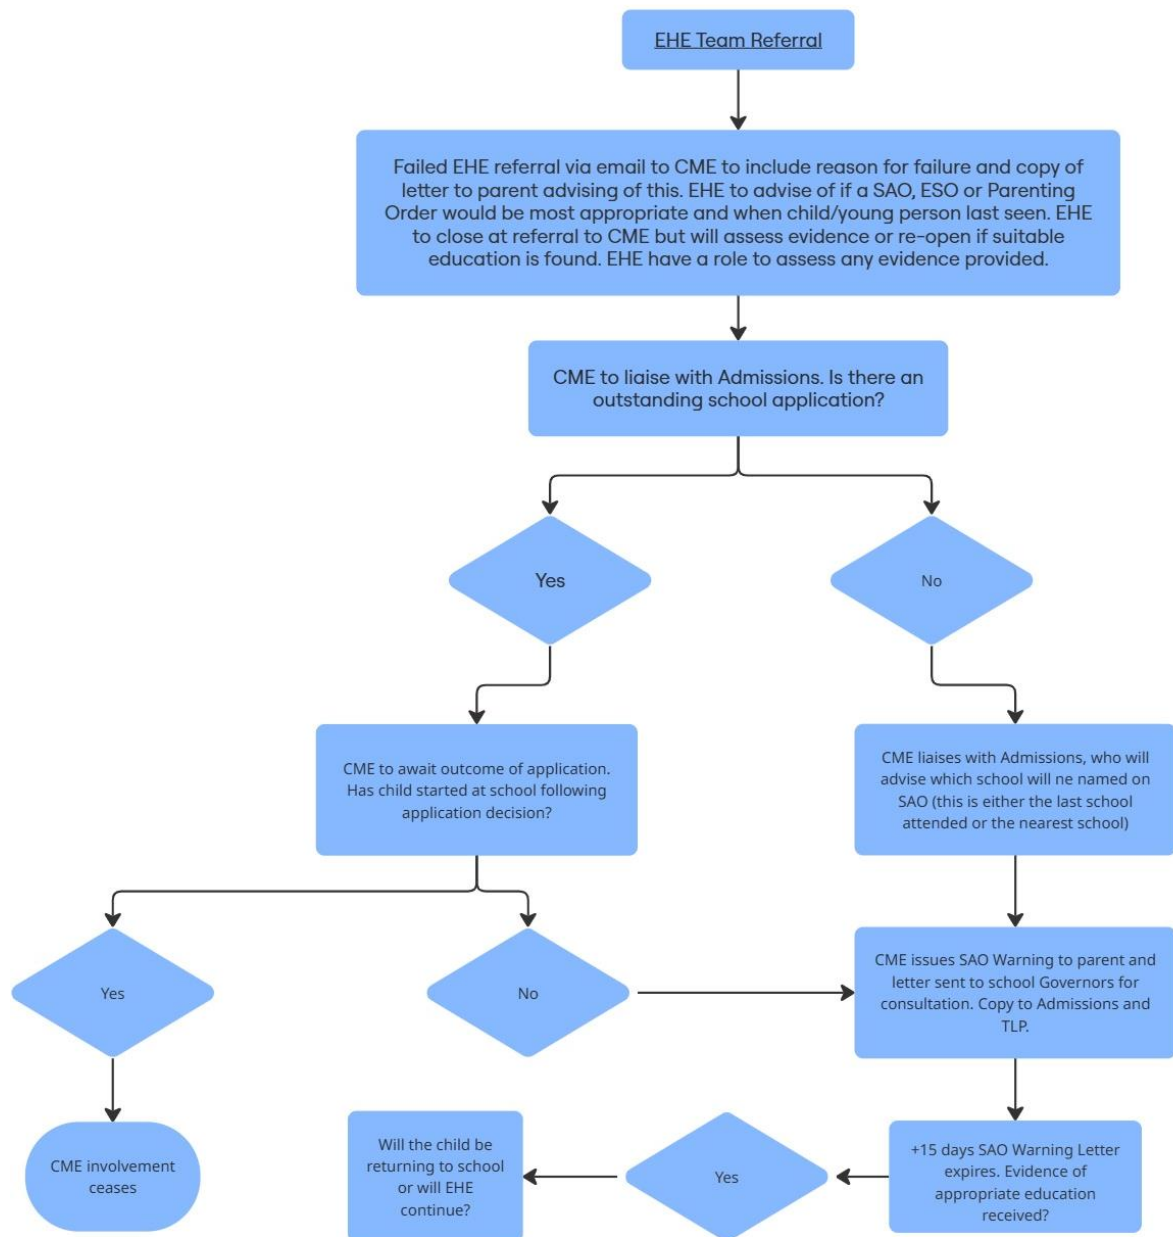 EHE Team Referral
Failed EHE referral via email to CME to include reason for failure and copy of
letter to parent advising of this. EHE to advise of if a SAO, ESO or Parenting
Order would be most appropriate and when child/young person last seen. EHE
to close at referral to CME but will assess evidence or re-open if suitable
education is found. EHE have a role to assess any evidence provided.
CME to liaise with Admissions. Is there an
outstanding school application?
Yes
No
CME to await outcome of application.
Has child started at school following
application decision?
CME liaises with Admissions, who will
advise which school will ne named on
SAO (this is either the last school
attended or the nearest school)
Yes
No
CME issues SAO Warning to parent and
letter sent to school Governors for
consultation. Copy to Admissions and
TLP.
CME involvement
ceases
Will the child be
returning to school
or will EHE
continue?
Yes
+15 days SAO Warning Letter
expires. Evidence of
appropriate education
received?